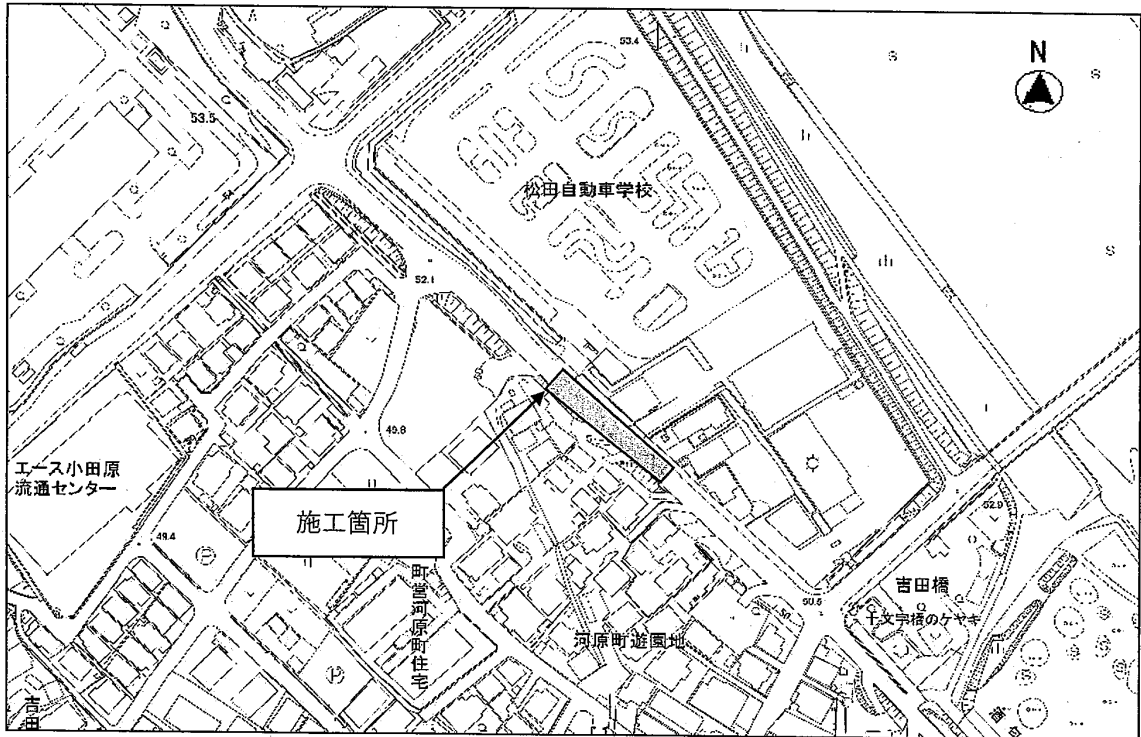 N
53.4
53.5
松田自動車学校
52.1
49.8
エース小田原
流通センター
施工箇所
49.4
P
町営河原町住宅
P
52.9
吉田橋
50.5
十文字橋のケヤキ
河原町遊園地
吉田